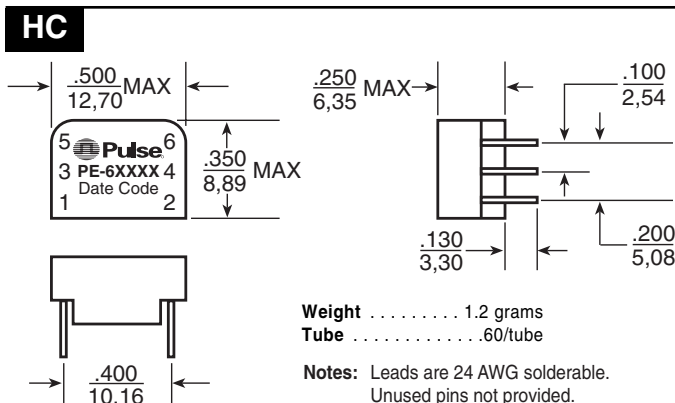 HC
.500
12,70 MAX
5 Pulse 6
3 PE-6XXXX 4
Date Code
1 2
.350
8,89 MAX
.400
10,16
.250
6,35 MAX
.100
2,54
.130
3,30
.200
5,08
Weight . . . . . . . . . 1.2 grams
Tube . . . . . . . . . . . . .60/tube
Notes: Leads are 24 AWG solderable.
Unused pins not provided.